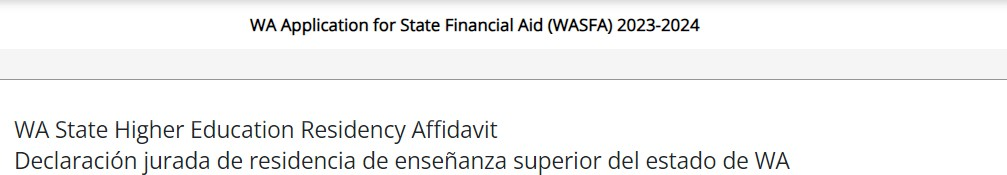 WA Application for State Financial Aid (WASFA) 2023-2024
WA State Higher Education Residency Affidavit
Declaración jurada de residencia de enseñanza superior del estado de WA